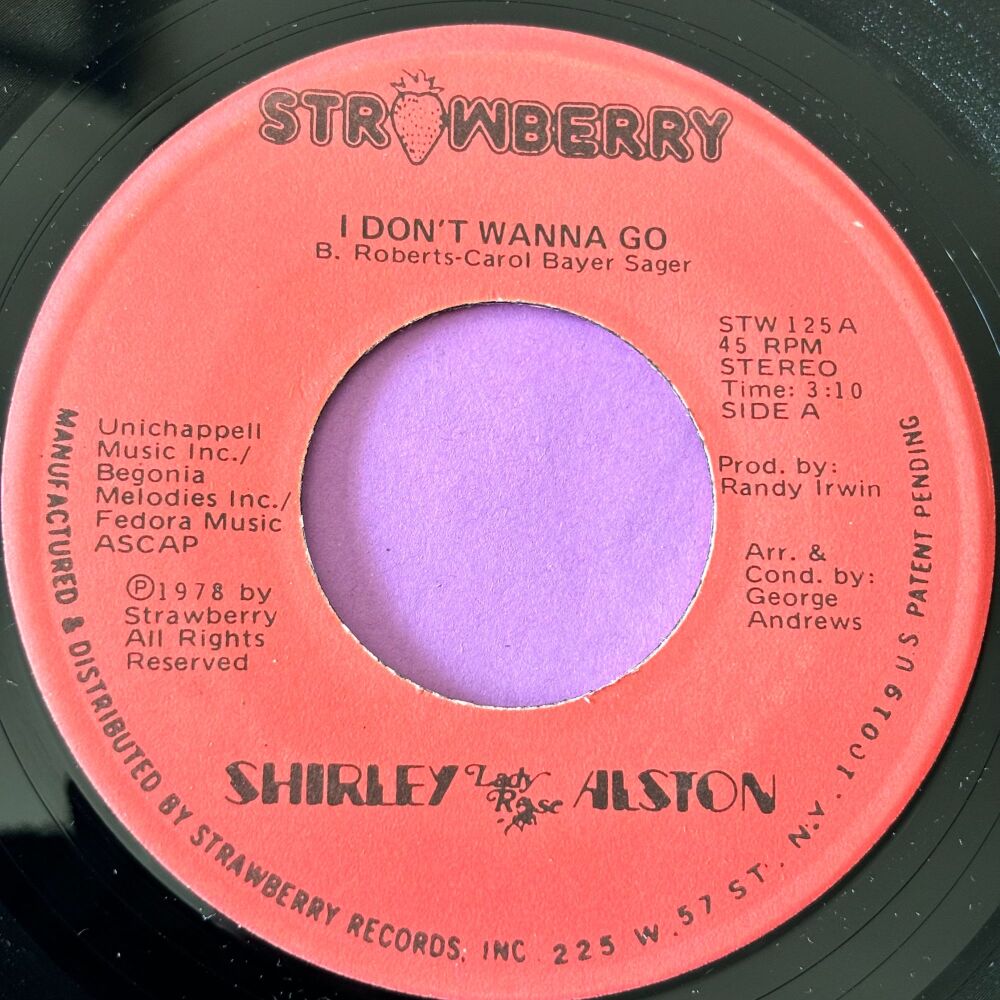 STRAWBERRY
I DON'T WANNA GO
B. Roberts-Carol Bayer Sager
STW 125 A
45 RPM
STEREO
Time: 3:10
SIDE A
Prod. by:
Randy Irwin
Arr. &
Cond. by:
George
Andrews
Unichappell
Music Inc./
Begonia
Melodies Inc./
Fedora Music
ASCAP
Ⓟ1978 by
Strawberry
All Rights
Reserved
SHIRLEY Lady Rose ALSTON
MANUFACTURED & DISTRIBUTED BY STRAWBERRY RECORDS, INC 225 W. 57 ST. N.Y. 10019 U S PATENT PENDING